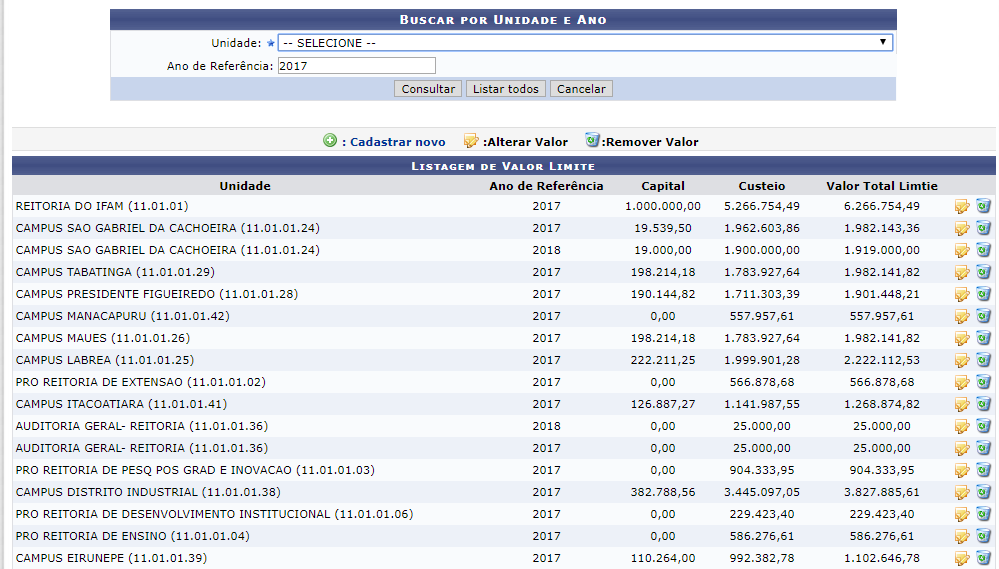 Buscar por Unidade e Ano
Unidade: -- SELECIONE --
Ano de Referência: 2017
Consultar Listar todos Cancelar
: Cadastrar novo :Alterar Valor :Remover Valor
Listagem de Valor Limite
Unidade Ano de Referência Capital Custeio Valor Total Limtie
REITORIA DO IFAM (11.01.01) 2017 1.000.000,00 5.266.754,49 6.266.754,49
CAMPUS SAO GABRIEL DA CACHOEIRA (11.01.01.24) 2017 19.539,50 1.962.603,86 1.982.143,36
CAMPUS SAO GABRIEL DA CACHOEIRA (11.01.01.24) 2018 19.000,00 1.900.000,00 1.919.000,00
CAMPUS TABATINGA (11.01.01.29) 2017 198.214,18 1.783.927,64 1.982.141,82
CAMPUS PRESIDENTE FIGUEIREDO (11.01.01.28) 2017 190.144,82 1.711.303,39 1.901.448,21
CAMPUS MANACAPURU (11.01.01.42) 2017 0,00 557.957,61 557.957,61
CAMPUS MAUES (11.01.01.26) 2017 198.214,18 1.783.927,64 1.982.141,82
CAMPUS LABREA (11.01.01.25) 2017 222.211,25 1.999.901,28 2.222.112,53
PRO REITORIA DE EXTENSAO (11.01.01.02) 2017 0,00 566.878,68 566.878,68
CAMPUS ITACOATIARA (11.01.01.41) 2017 126.887,27 1.141.987,55 1.268.874,82
AUDITORIA GERAL- REITORIA (11.01.01.36) 2018 0,00 25.000,00 25.000,00
AUDITORIA GERAL- REITORIA (11.01.01.36) 2017 0,00 25.000,00 25.000,00
PRO REITORIA DE PESQ POS GRAD E INOVACAO (11.01.01.03) 2017 0,00 904.333,95 904.333,95
CAMPUS DISTRITO INDUSTRIAL (11.01.01.38) 2017 382.788,56 3.445.097,05 3.827.885,61
PRO REITORIA DE DESENVOLVIMENTO INSTITUCIONAL (11.01.01.06) 2017 0,00 229.423,40 229.423,40
PRO REITORIA DE ENSINO (11.01.01.04) 2017 0,00 586.276,61 586.276,61
CAMPUS EIRUNEPE (11.01.01.39) 2017 110.264,00 992.382,78 1.102.646,78